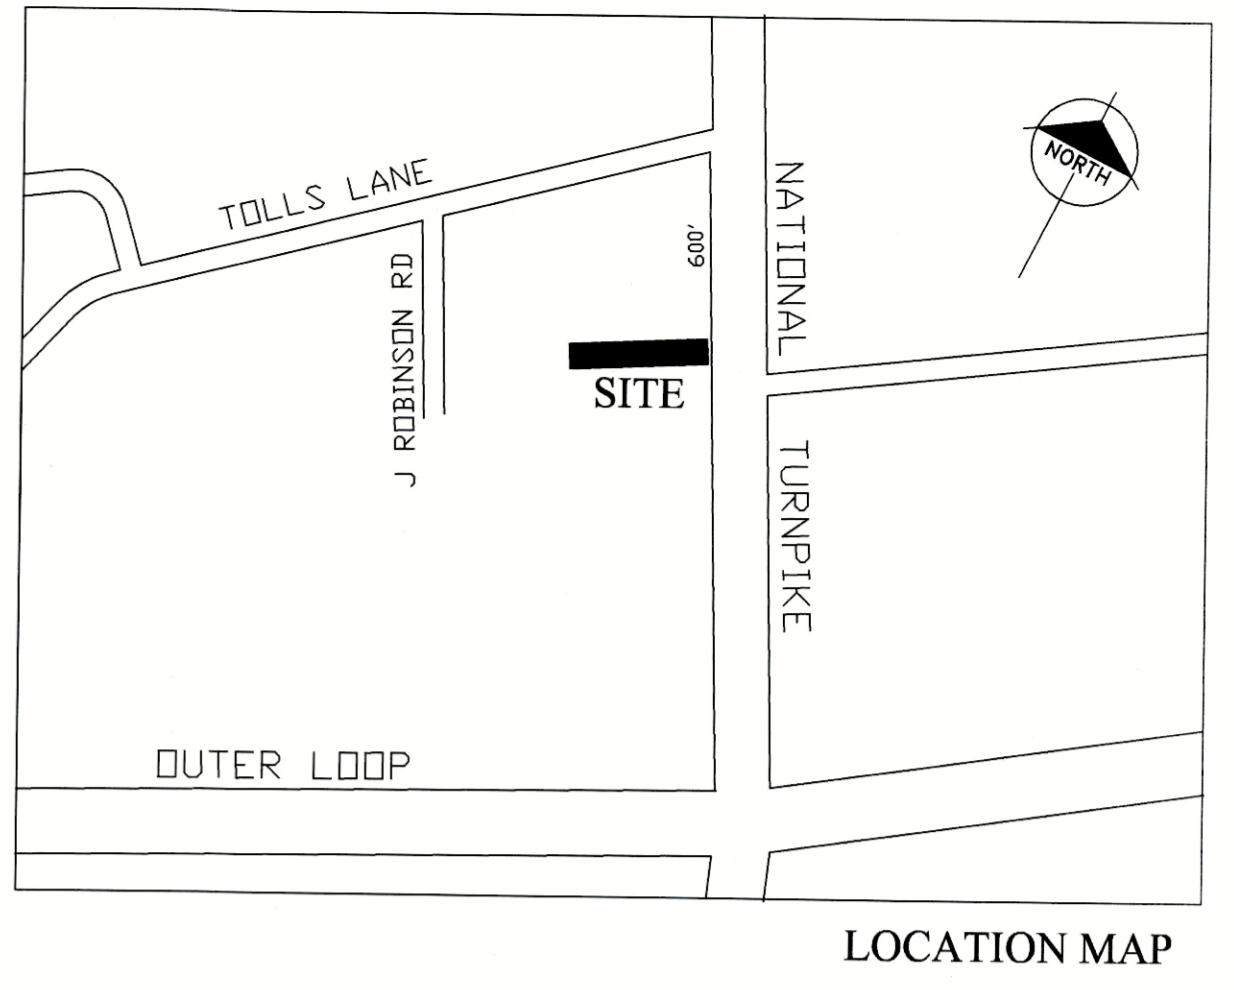 TOLLS LANE
NATIONAL
NORTH
600'
J ROBINSON RD
SITE
TURNPIKE
OUTER LOOP
LOCATION MAP